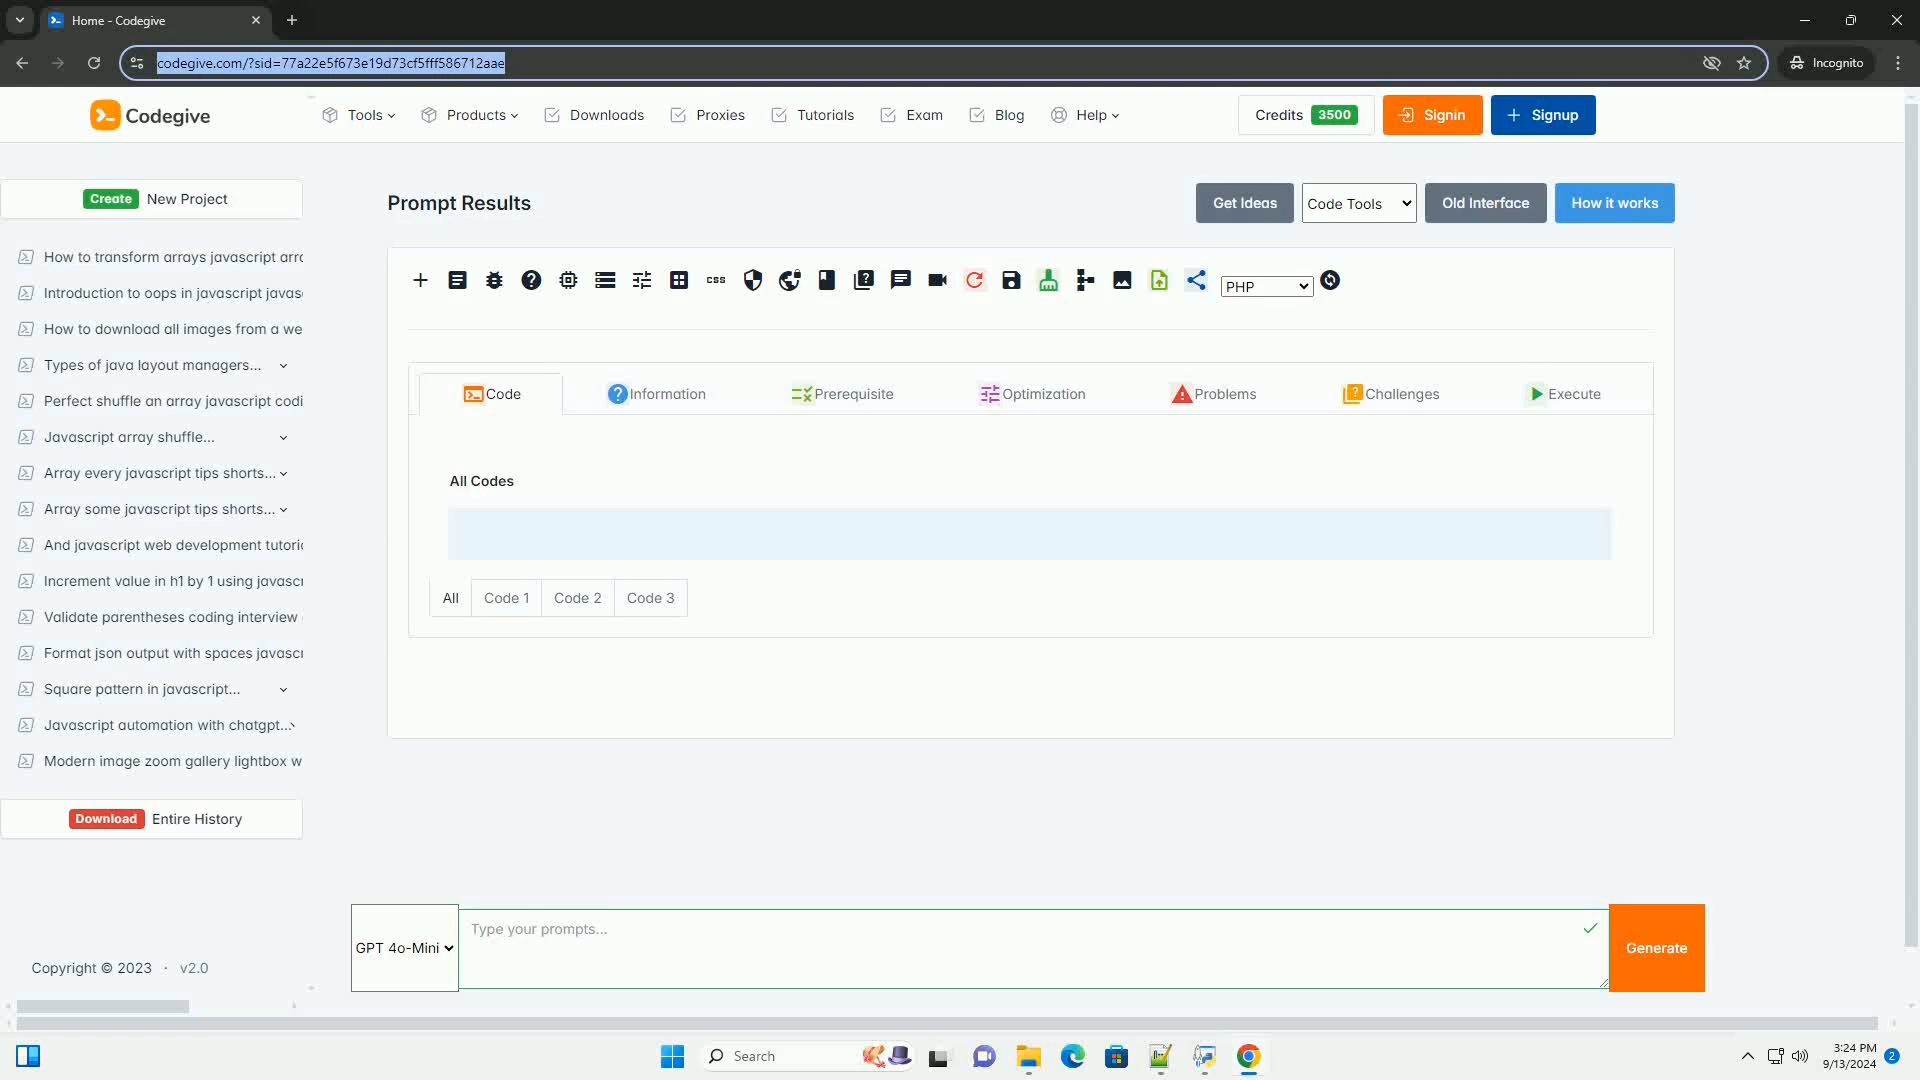 Home - Codegive
codegive.com/?sid=77a22e5f673e19d73cf5fff586712aae
Incognito
Codegive
Tools
Products
Downloads
Proxies
Tutorials
Exam
Blog
Help
Credits 3500
Signin
Signup
Create New Project
Prompt Results
Get Ideas
Code Tools
Old Interface
How it works
How to transform arrays javascript arra
Introduction to oops in javascript javas
How to download all images from a we
Types of java layout managers...
Perfect shuffle an array javascript codi
Javascript array shuffle...
Array every javascript tips shorts...
Array some javascript tips shorts...
And javascript web development tutoria
Increment value in h1 by 1 using javascr
Validate parentheses coding interview
Format json output with spaces javascr
Square pattern in javascript...
Javascript automation with chatgpt...
Modern image zoom gallery lightbox w
Download Entire History
css
PHP
Code
Information
Prerequisite
Optimization
Problems
Challenges
Execute
All Codes
All
Code 1
Code 2
Code 3
GPT 4o-Mini
Type your prompts...
Generate
Copyright © 2023 · v2.0
Search
3:24 PM
9/13/2024
2